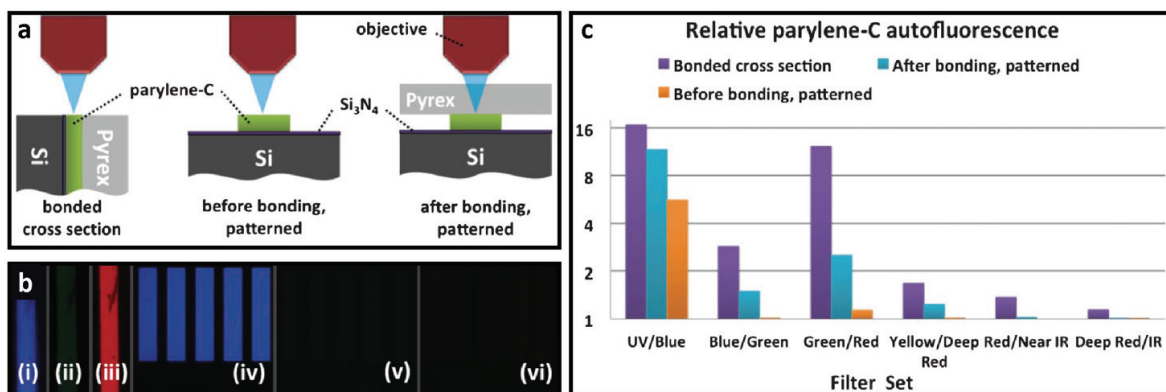 a
objective
parylene-C
Si₃N₄
Pyrex
Si
Pyrex
Si
Si
bonded
cross section
before bonding,
patterned
after bonding,
patterned
b
(i)
(ii)
(iii)
(iv)
(v)
(vi)
c
Relative parylene-C autofluorescence
Bonded cross section
After bonding, patterned
Before bonding, patterned
16
8
4
2
1
UV/Blue
Blue/Green
Green/Red
Yellow/Deep
Red
Red/Near IR
Deep Red/IR
Filter Set